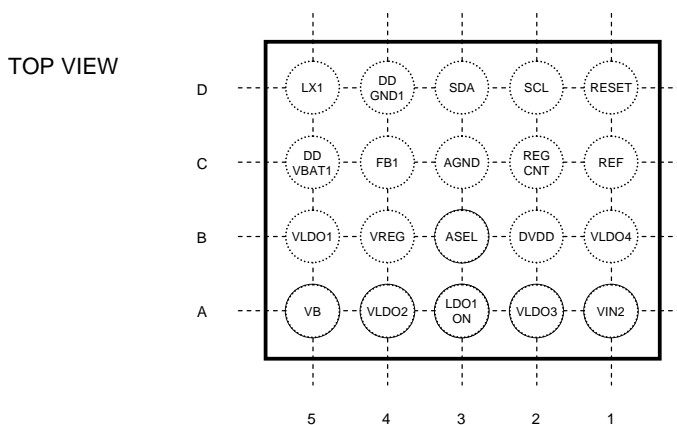 TOP VIEW
D
LX1
DD
GND1
SDA
SCL
RESET
C
DD
VBAT1
FB1
AGND
REG
CNT
REF
B
VLDO1
VREG
ASEL
DVDD
VLDO4
A
VB
VLDO2
LDO1
ON
VLDO3
VIN2
5 4 3 2 1